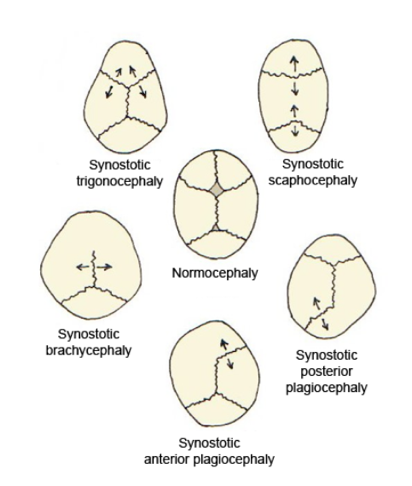 Synostotic
trigonocephaly
Synostotic
scaphocephaly
Normocephaly
Synostotic
brachycephaly
Synostotic
posterior
plagiocephaly
Synostotic
anterior plagiocephaly